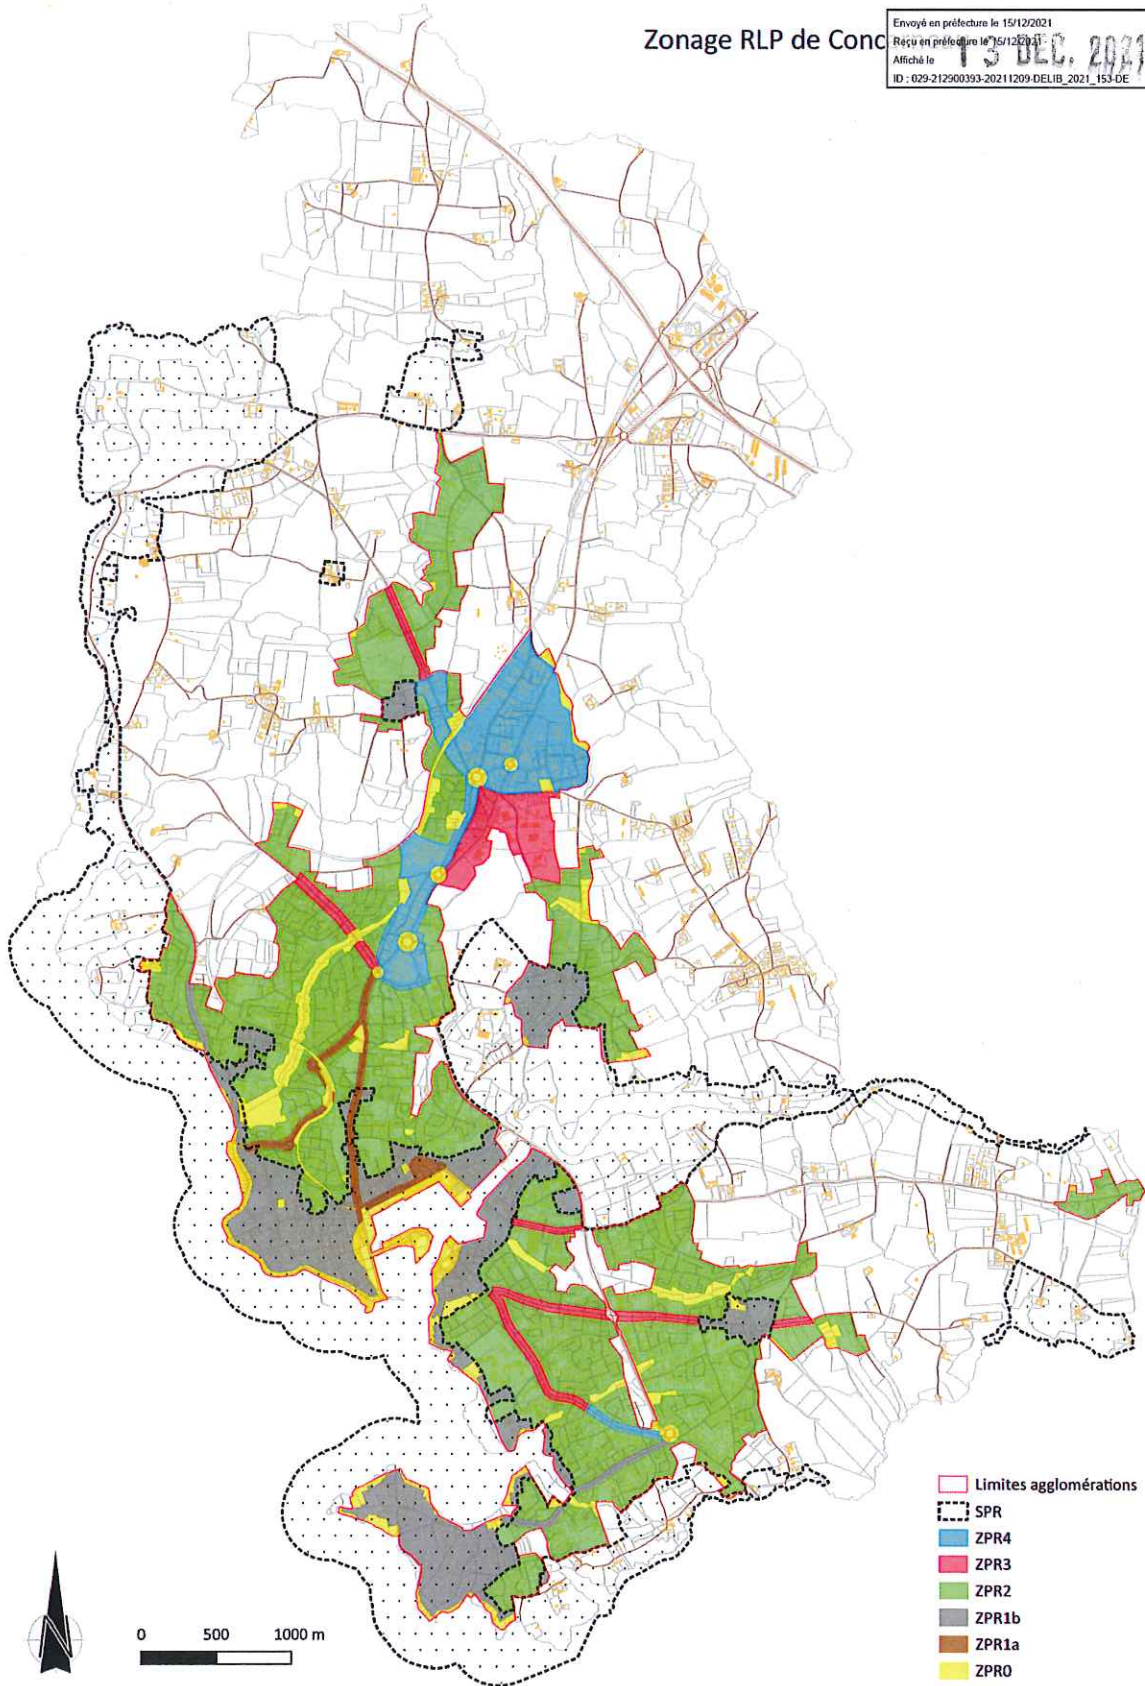 Zonage RLP de Conc
Envoyé en préfecture le 15/12/2021
Reçu en préfecture le 15/12/2021
Affiché le
13 DEC. 2021
ID : 029-212900393-20211209-DELIB_2021_153-DE
Limites agglomérations
SPR
ZPR4
ZPR3
ZPR2
ZPR1b
ZPR1a
ZPR0
N
0 500 1000 m